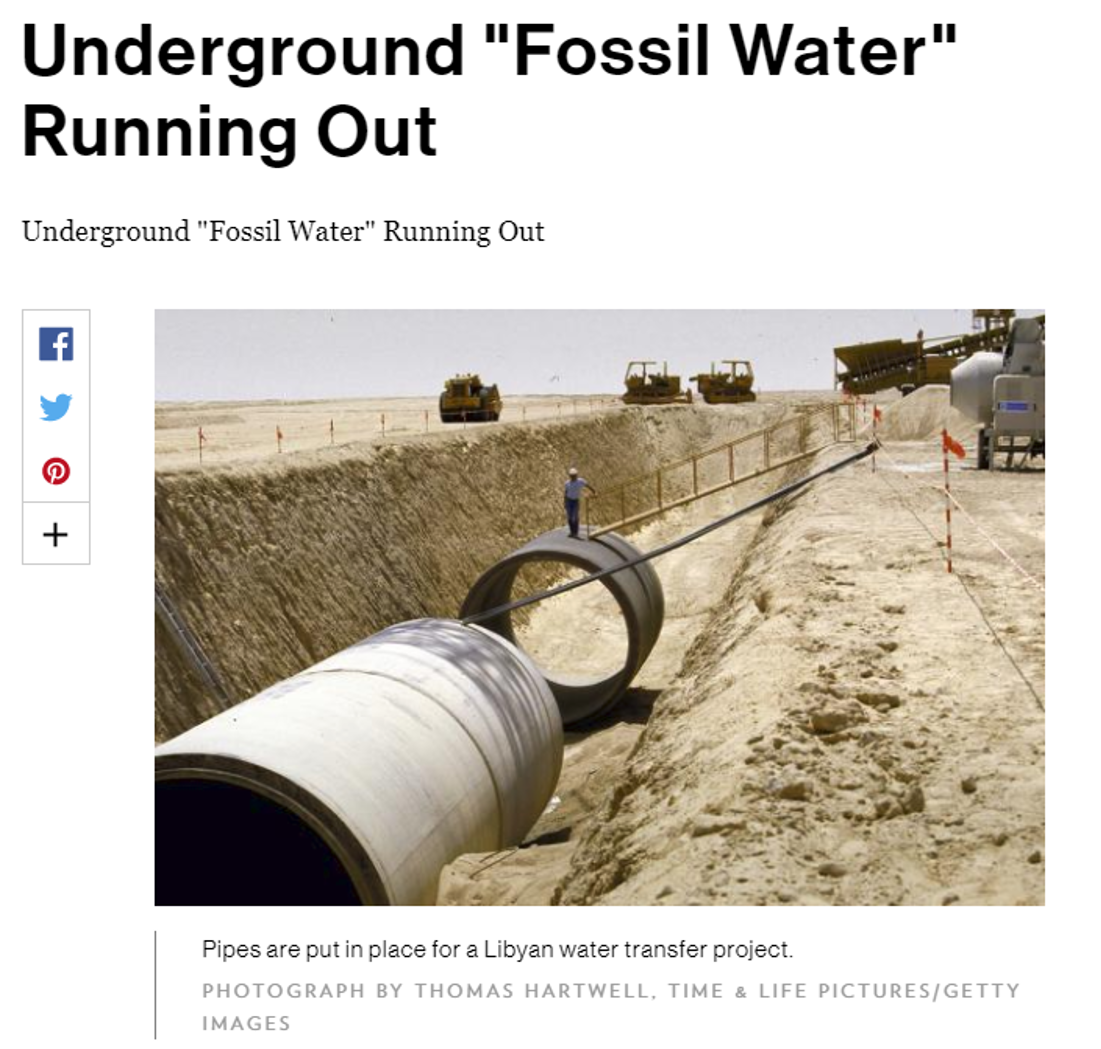 Underground "Fossil Water"
Running Out
Underground "Fossil Water" Running Out
Pipes are put in place for a Libyan water transfer project.
PHOTOGRAPH BY THOMAS HARTWELL, TIME & LIFE PICTURES/GETTY
IMAGES